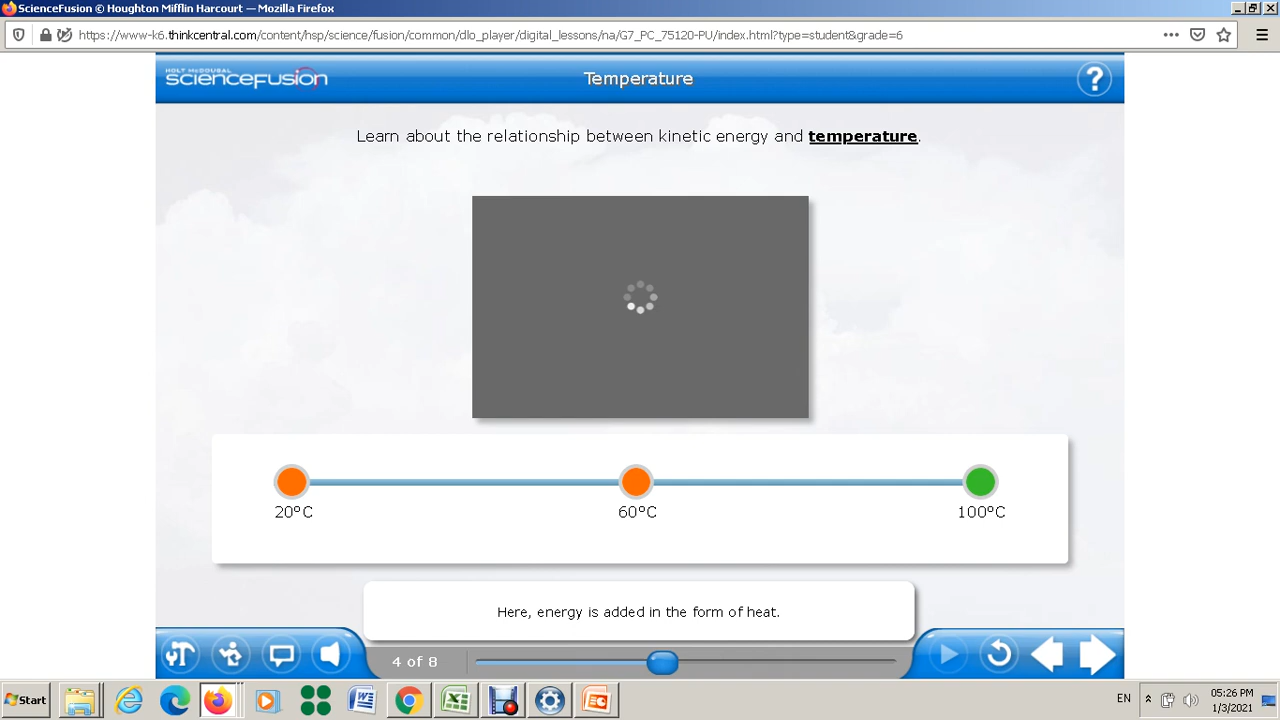 ScienceFusion © Houghton Mifflin Harcourt — Mozilla Firefox
https://www-k6.thinkcentral.com/content/hsp/science/fusion/common/dlo_player/digital_lessons/na/G7_PC_75120-PU/index.html?type=student&grade=6
HOLT McDOUGAL
SCIENCEFUSION
Temperature
?
Learn about the relationship between kinetic energy and temperature.
20°C 60°C 100°C
Here, energy is added in the form of heat.
4 of 8
Start
EN
05:26 PM
1/3/2021